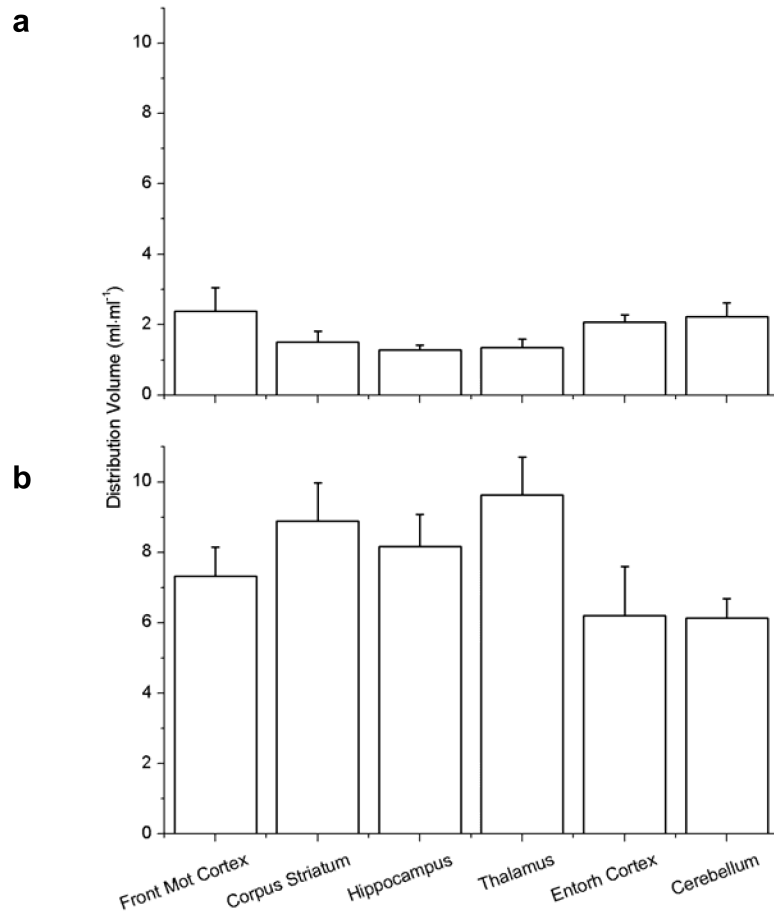 a
10
8
6
4
2
0
Distribution Volume (ml·ml⁻¹)
b
10
8
6
4
2
0
Front Mot Cortex
Corpus Striatum
Hippocampus
Thalamus
Entorh Cortex
Cerebellum